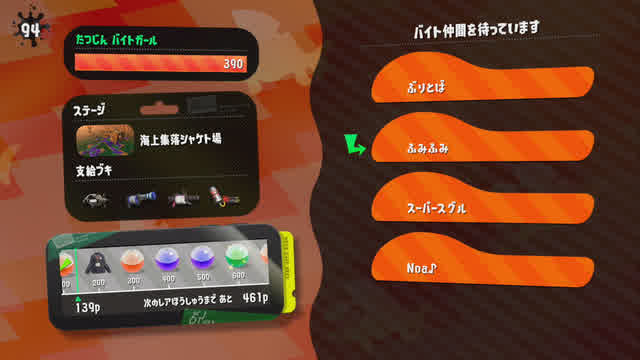 94
たつじん バイトガール
390
ステージ
海上集落シャケト場
支給ブキ
200 300 400 500 600
139p 次のレアほうしゅうまで あと 461p
バイト仲間を待っています
ぷりとば
ふみふみ
スーパースグル
Noa♪